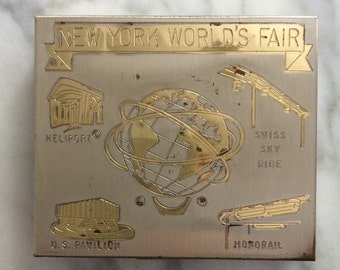 NEW YORK WORLD'S FAIR
HELIPORT
SWISS
SKY
RIDE
U.S. PAVILION
MONORAIL